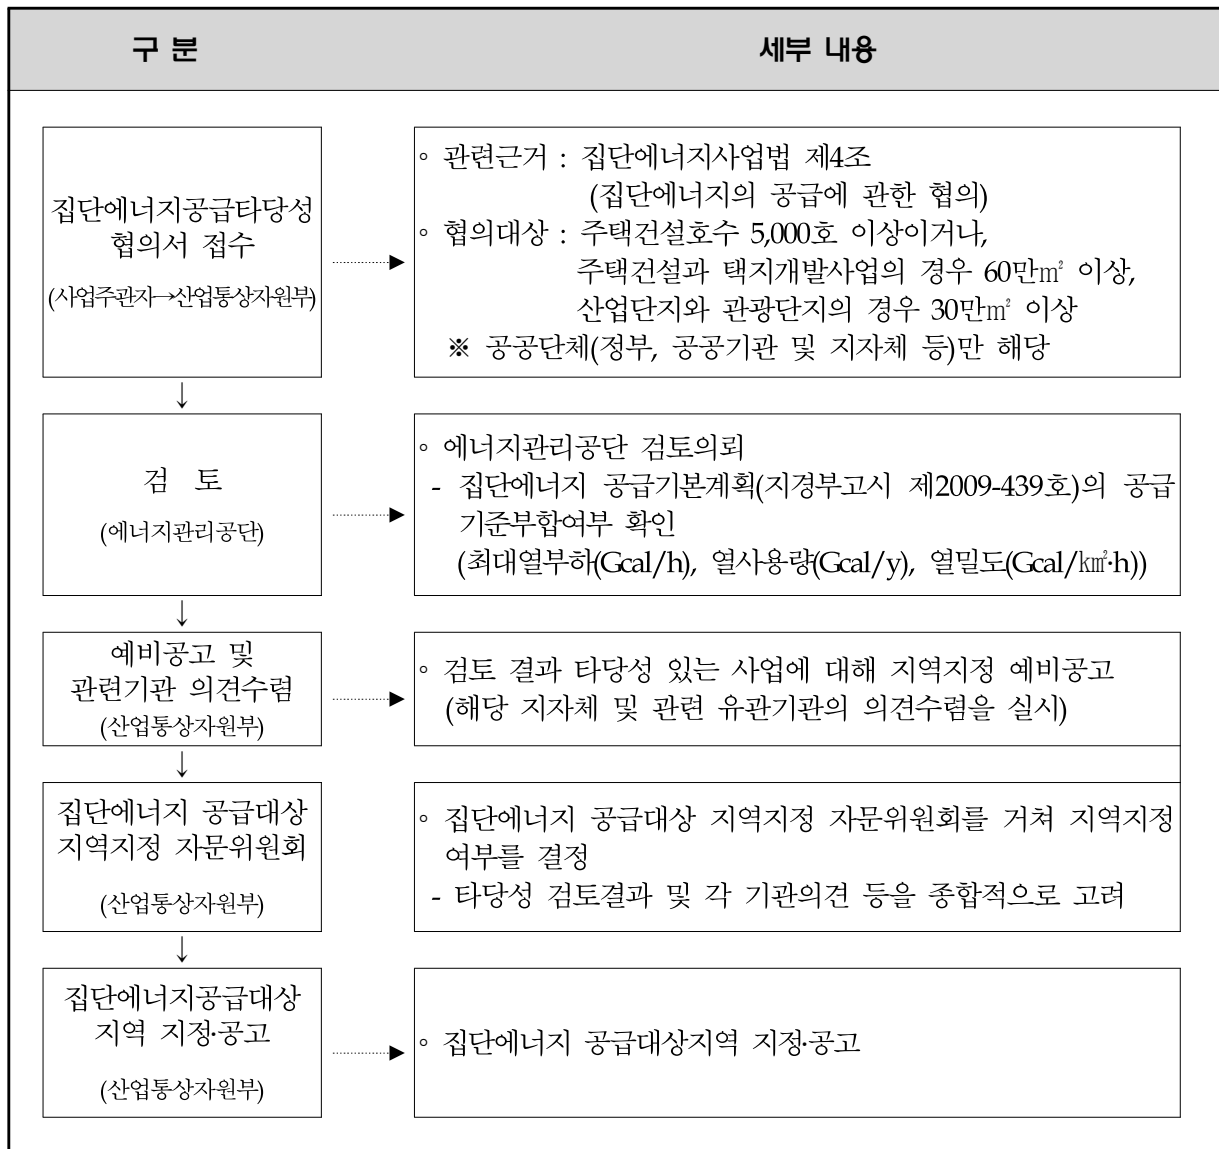 구 분
세부 내용
집단에너지공급타당성
협의서 접수
(사업주관자→산업통상자원부)
◦ 관련근거 : 집단에너지사업법 제4조
(집단에너지의 공급에 관한 협의)
◦ 협의대상 : 주택건설호수 5,000호 이상이거나,
주택건설과 택지개발사업의 경우 60만㎡ 이상,
산업단지와 관광단지의 경우 30만㎡ 이상
※ 공공단체(정부, 공공기관 및 지자체 등)만 해당
검 토
(에너지관리공단)
◦ 에너지관리공단 검토의뢰
- 집단에너지 공급기본계획(지경부고시 제2009-439호)의 공급
기준부합여부 확인
(최대열부하(Gcal/h), 열사용량(Gcal/y), 열밀도(Gcal/㎢·h))
예비공고 및
관련기관 의견수렴
(산업통상자원부)
◦ 검토 결과 타당성 있는 사업에 대해 지역지정 예비공고
(해당 지자체 및 관련 유관기관의 의견수렴을 실시)
집단에너지 공급대상
지역지정 자문위원회
(산업통상자원부)
◦ 집단에너지 공급대상 지역지정 자문위원회를 거쳐 지역지정
여부를 결정
- 타당성 검토결과 및 각 기관의견 등을 종합적으로 고려
집단에너지공급대상
지역 지정·공고
(산업통상자원부)
◦ 집단에너지 공급대상지역 지정·공고